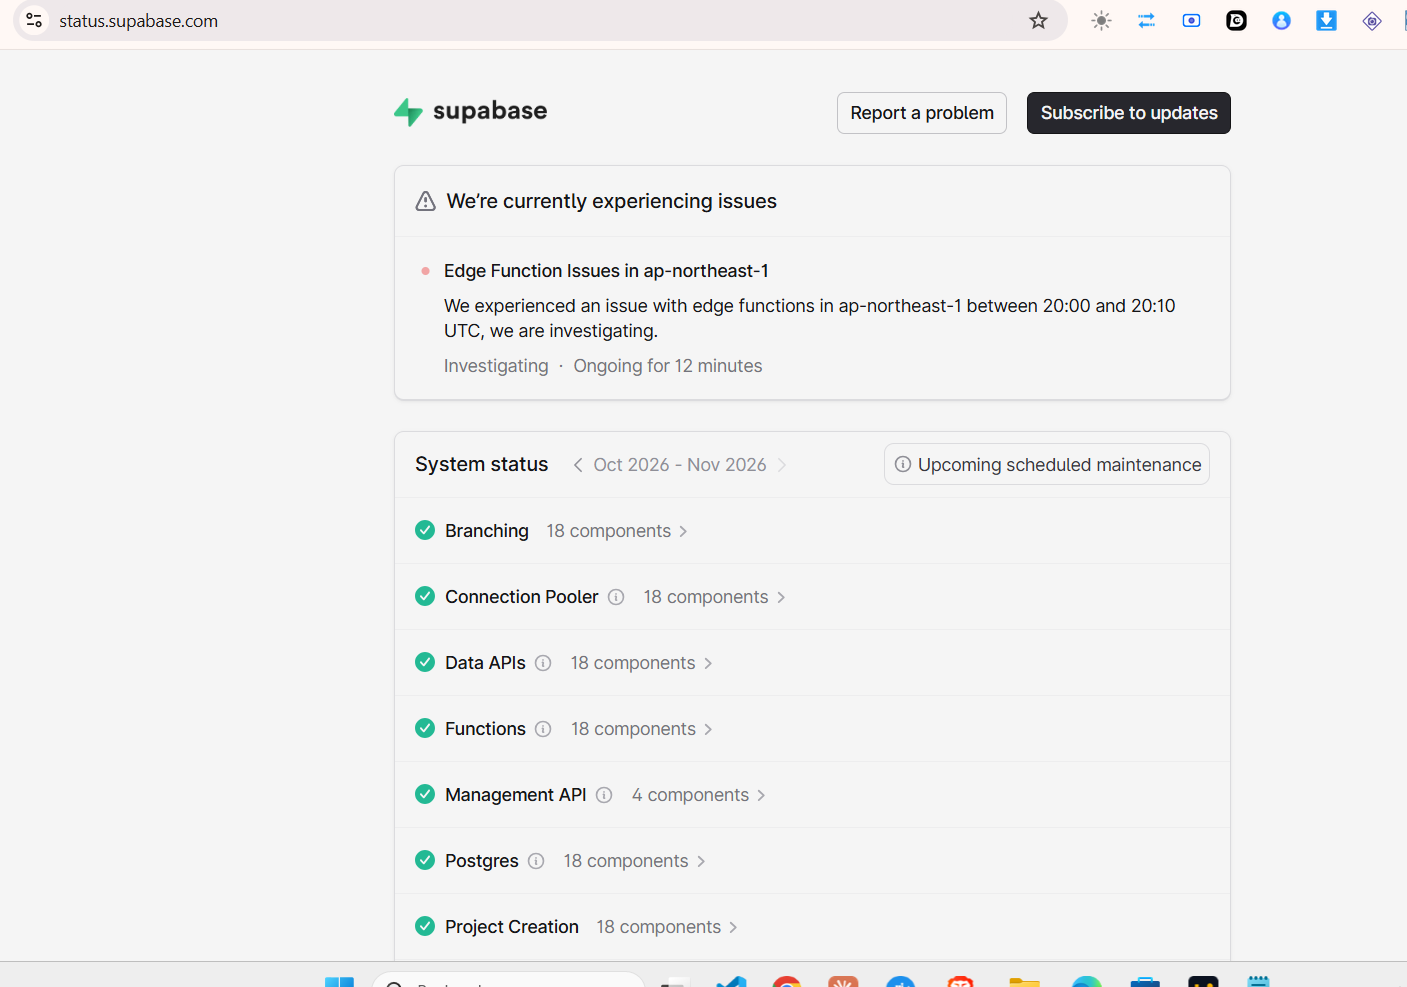 status.supabase.com
supabase
Report a problem
Subscribe to updates
We're currently experiencing issues
Edge Function Issues in ap-northeast-1
We experienced an issue with edge functions in ap-northeast-1 between 20:00 and 20:10
UTC, we are investigating.
Investigating · Ongoing for 12 minutes
System status
Oct 2026 - Nov 2026
Upcoming scheduled maintenance
Branching 18 components
Connection Pooler 18 components
Data APIs 18 components
Functions 18 components
Management API 4 components
Postgres 18 components
Project Creation 18 components